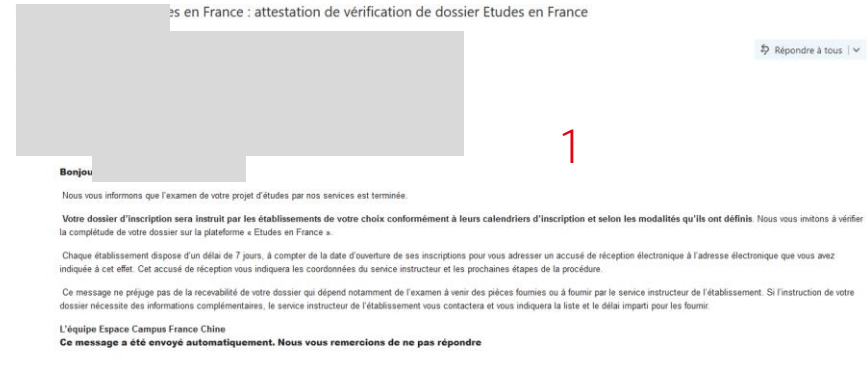 es en France : attestation de vérification de dossier Etudes en France
Répondre à tous
1
Bonjou
Nous vous informons que l'examen de votre projet d'études par nos services est terminée.
Votre dossier d'inscription sera instruit par les établissements de votre choix conformément à leurs calendriers d'inscription et selon les modalités qu'ils ont définis. Nous vous invitons à vérifier
la complétude de votre dossier sur la plateforme « Etudes en France ».
Chaque établissement dispose d'un délai de 7 jours, à compter de la date d'ouverture de ses inscriptions pour vous adresser un accusé de réception électronique à l'adresse électronique que vous avez
indiquée à cet effet. Cet accusé de réception vous indiquera les coordonnées du service instructeur et les prochaines étapes de la procédure.
Ce message ne préjuge pas de la recevabilité de votre dossier qui dépend notamment de l'examen à venir des pièces fournies ou à fournir par le service instructeur de l'établissement. Si l'instruction de votre
dossier nécessite des informations complémentaires, le service instructeur de l'établissement vous contactera et vous indiquera la liste et le délai imparti pour les fournir.
L'équipe Espace Campus France Chine
Ce message a été envoyé automatiquement. Nous vous remercions de ne pas répondre